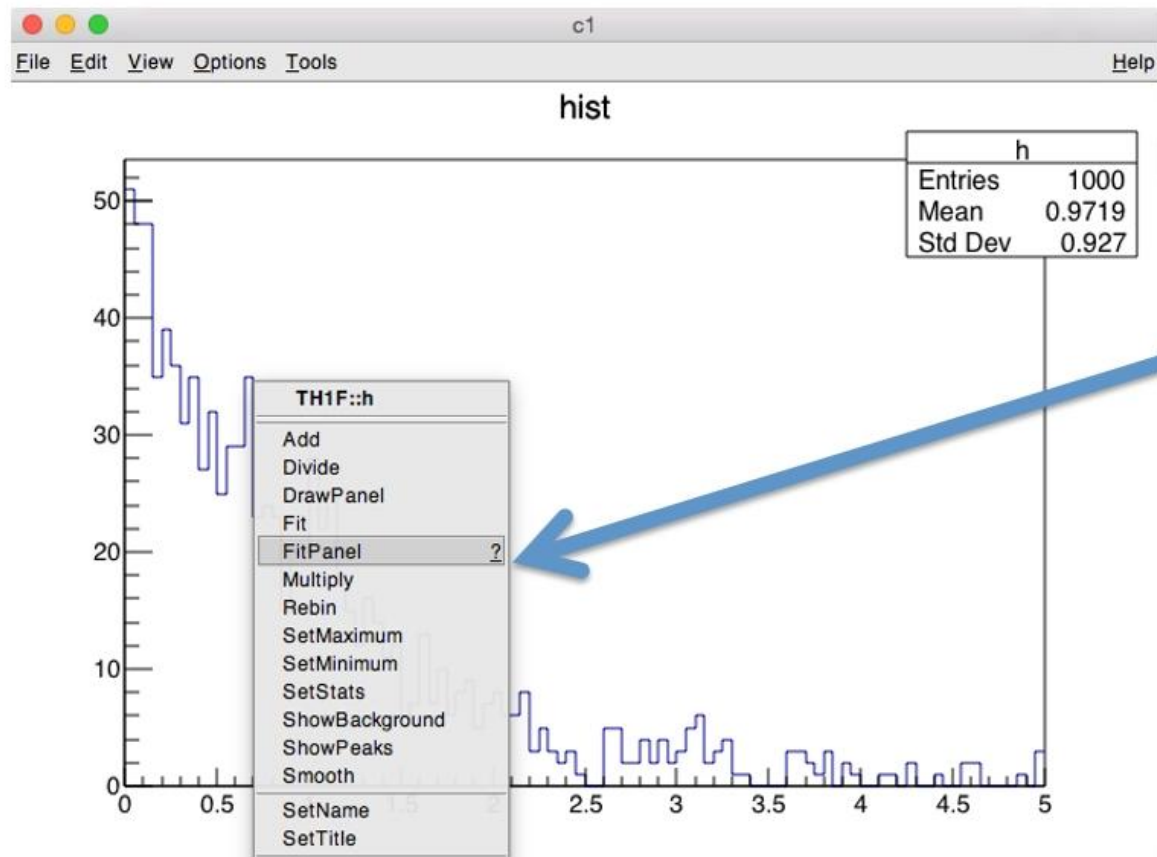 c1
File Edit View Options Tools Help
hist
h
Entries 1000
Mean 0.9719
Std Dev 0.927
50
40
30
20
10
0
TH1F::h
Add
Divide
DrawPanel
Fit
FitPanel ?
Multiply
Rebin
SetMaximum
SetMinimum
SetStats
ShowBackground
ShowPeaks
Smooth
SetName
SetTitle
0 0.5 1.5 2 2.5 3 3.5 4 4.5 5